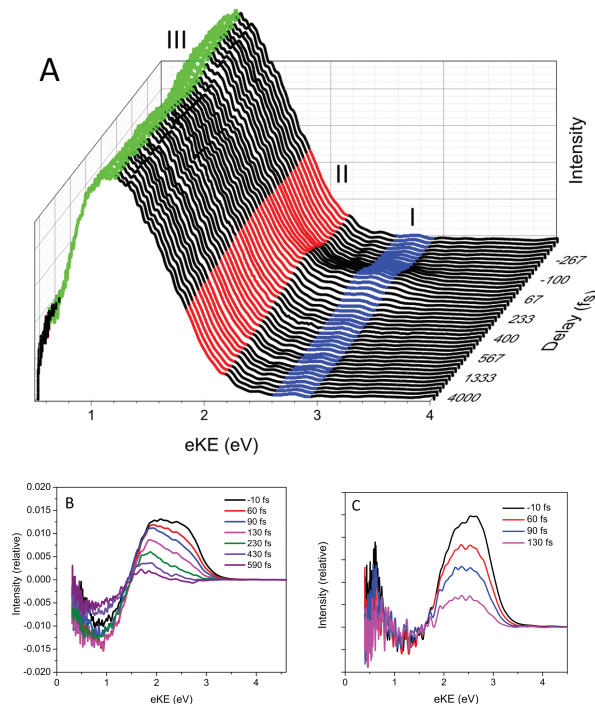 III
A
II
I
Intensity
-267
-100
67
233
400
567
1333
4000
Delay (fs)
1
2
3
4
eKE (eV)
B
-10 fs
60 fs
90 fs
130 fs
230 fs
430 fs
590 fs
0.020
0.015
0.010
0.005
0.000
-0.005
-0.010
-0.015
-0.020
Intensity (relative)
0
1
2
3
4
eKE (eV)
C
-10 fs
60 fs
90 fs
130 fs
Intensity (relative)
0
1
2
3
4
eKE (eV)